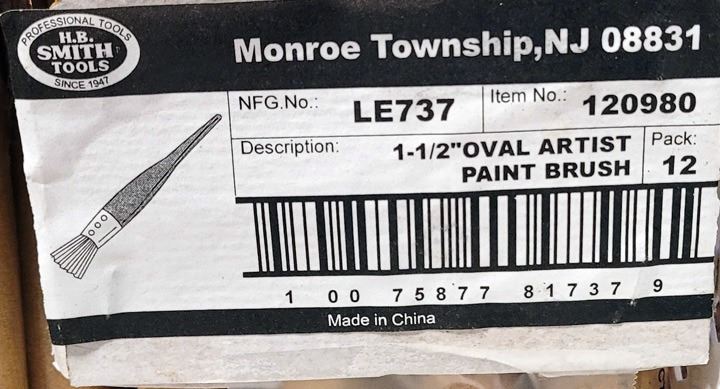 PROFESSIONAL TOOLS
H.B.
SMITH
TOOLS
SINCE 1947
Monroe Township,NJ 08831
NFG.No.: LE737 Item No.: 120980
Description: 1-1/2"OVAL ARTIST
PAINT BRUSH
Pack:
12
1 00 75877 81737 9
Made in China